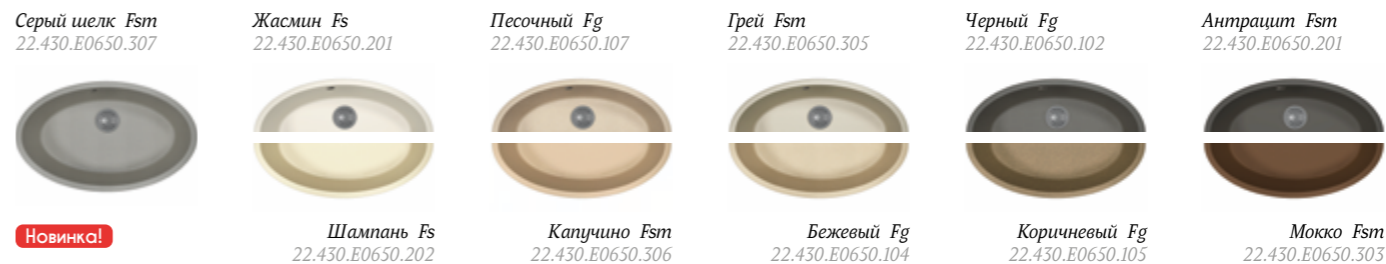 Серый шелк Fsm
22.430.E0650.307
Жасмин Fs
22.430.E0650.201
Песочный Fg
22.430.E0650.107
Грей Fsm
22.430.E0650.305
Черный Fg
22.430.E0650.102
Антрацит Fsm
22.430.E0650.201
Новинка!
Шампань Fs
22.430.E0650.202
Капучино Fsm
22.430.E0650.306
Бежевый Fg
22.430.E0650.104
Коричневый Fg
22.430.E0650.105
Мокко Fsm
22.430.E0650.303